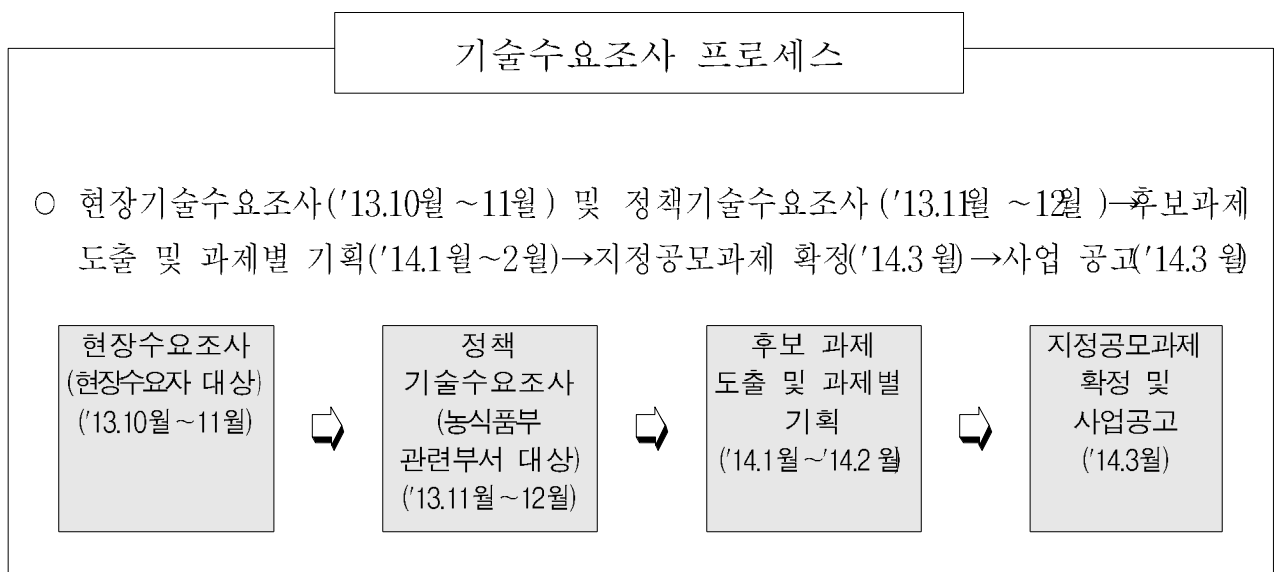 기술수요조사 프로세스
○ 현장기술수요조사('13.10월～11월) 및 정책기술수요조사('13.11월 ～12월)→후보과제
도출 및 과제별 기획('14.1월～2월)→지정공모과제 확정('14.3월)→사업 공고('14.3월)
현장수요조사
(현장수요자 대상)
('13.10월～11월)
정책
기술수요조사
(농식품부
관련부서 대상)
('13.11월～12월)
후보 과제
도출 및 과제별
기획
('14.1월～'14.2월)
지정공모과제
확정 및
사업공고
('14.3월)